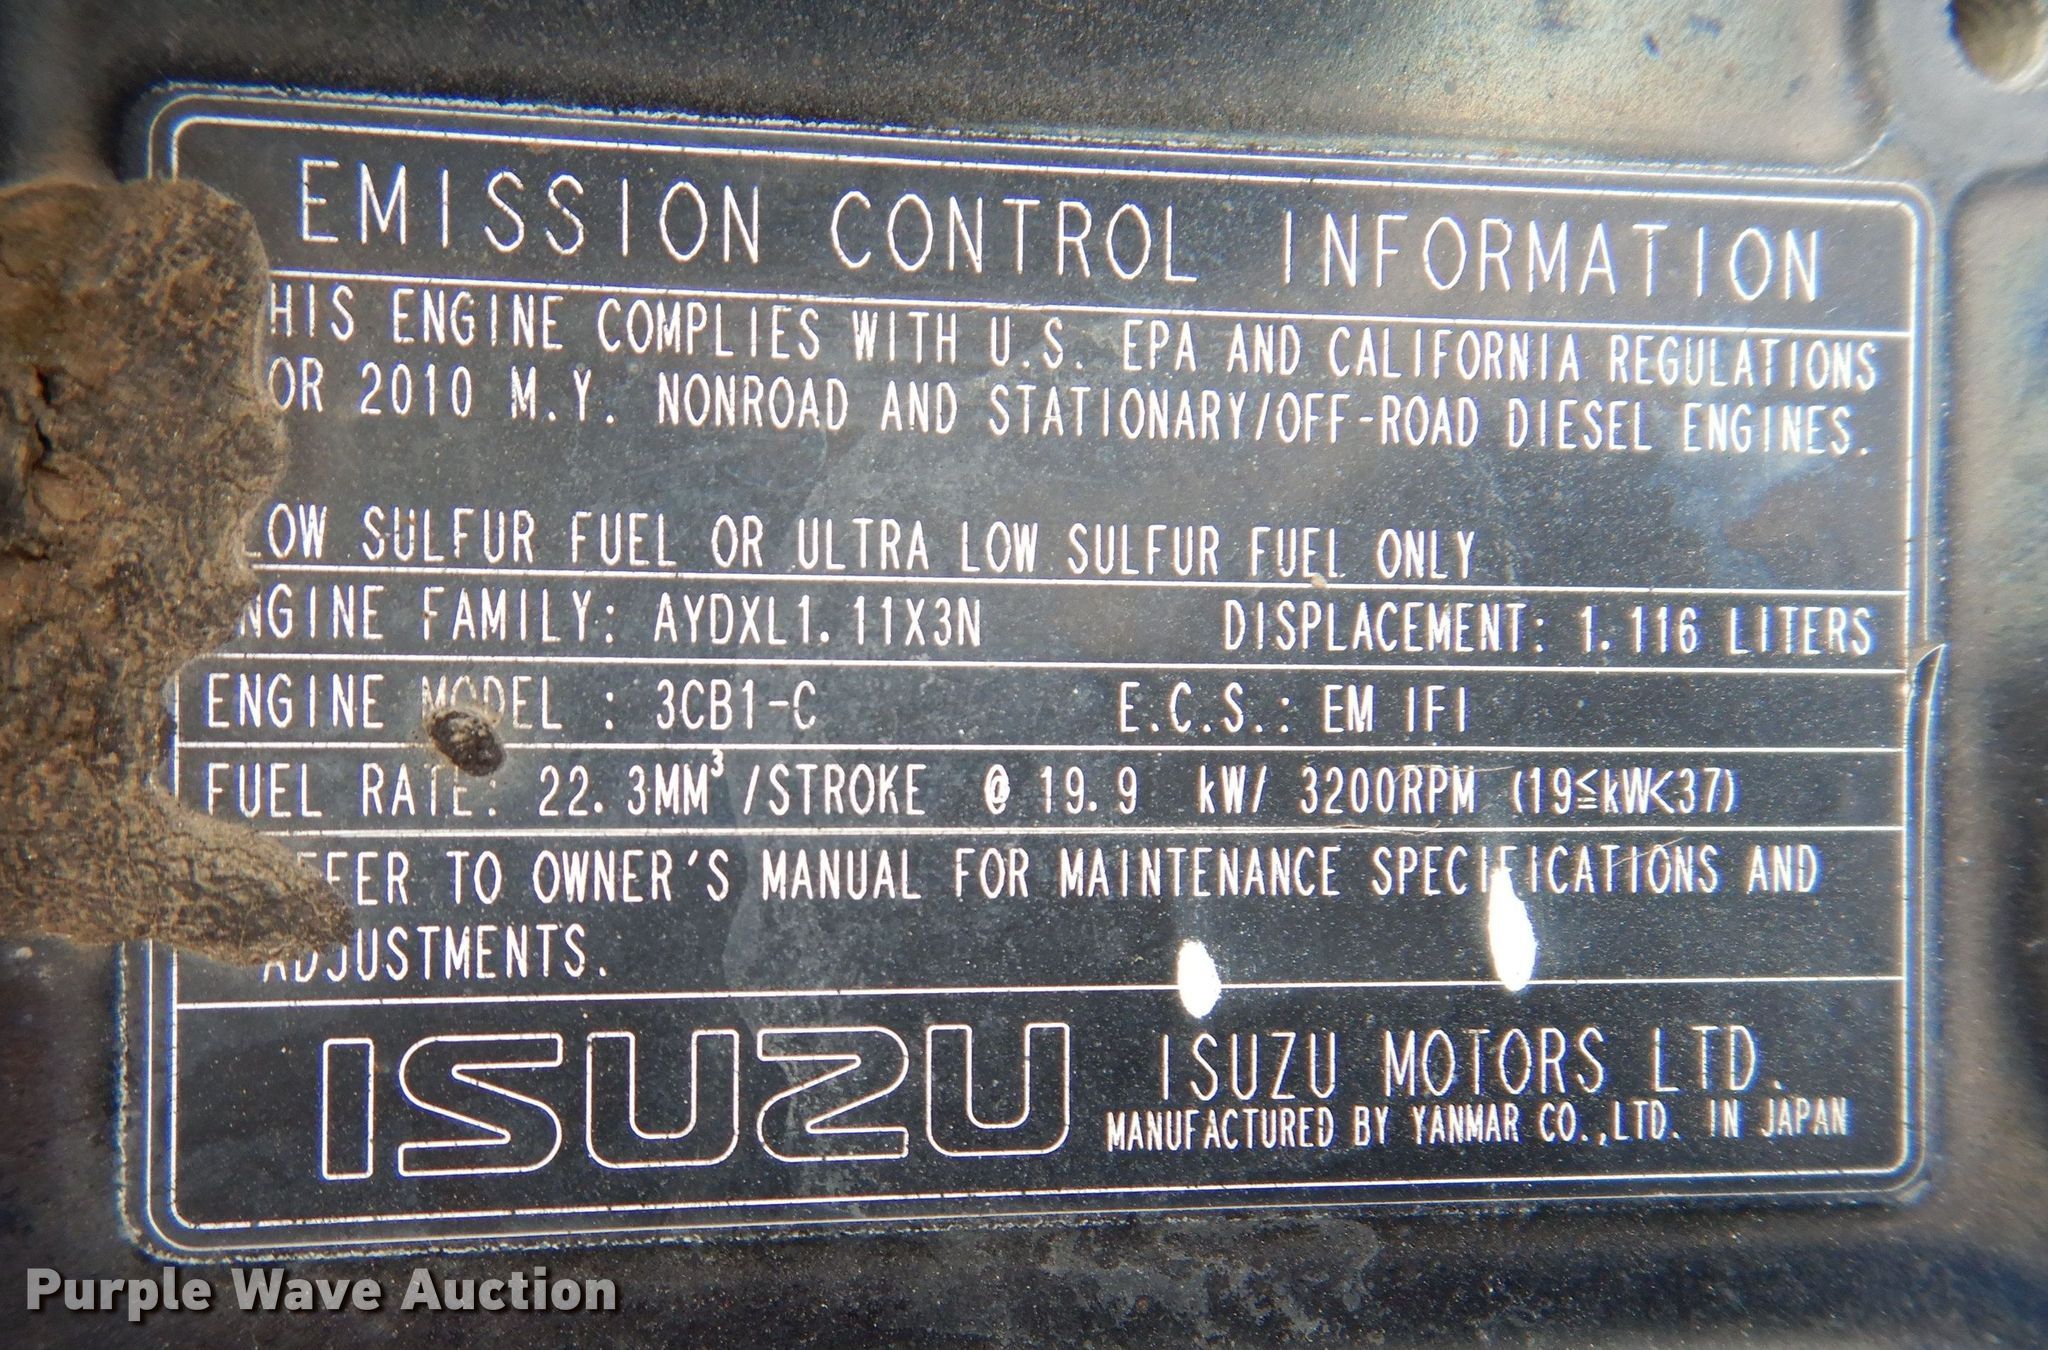 EMISSION CONTROL INFORMATION
HIS ENGINE COMPLIES WITH U.S. EPA AND CALIFORNIA REGULATIONS
OR 2010 M.Y. NONROAD AND STATIONARY/OFF-ROAD DIESEL ENGINES.
LOW SULFUR FUEL OR ULTRA LOW SULFUR FUEL ONLY
NGINE FAMILY: AYDXL1.11X3N DISPLACEMENT: 1.116 LITERS
ENGINE MODEL : 3CB1-C E.C.S.: EM IFI
FUEL RATE: 22.3MM³/STROKE @ 19.9 kW/ 3200RPM (19≦kW<37)
FER TO OWNER'S MANUAL FOR MAINTENANCE SPECIFICATIONS AND
ADJUSTMENTS.
ISUZU ISUZU MOTORS LTD.
MANUFACTURED BY YANMAR CO.,LTD. IN JAPAN
Purple Wave Auction